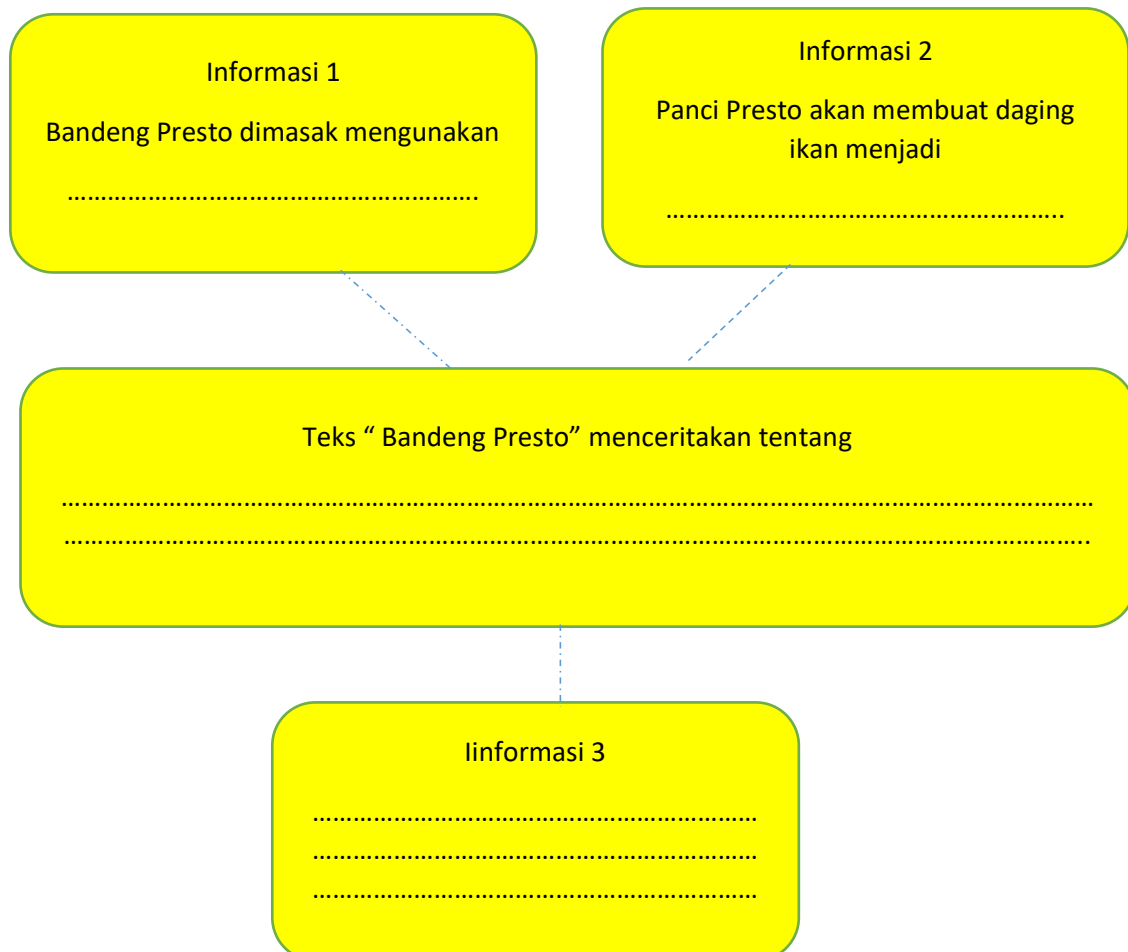 Informasi 1
Bandeng Presto dimasak mengunakan
…………………………………………………….
Informasi 2
Panci Presto akan membuat daging
ikan menjadi
…………………………………………………..
Teks “ Bandeng Presto” menceritakan tentang
………………………………………………………………………………………………………………………………………
……………………………………………………………………………………………………………………………………..
Iinformasi 3
…………………………………………………………
…………………………………………………………
…………………………………………………………